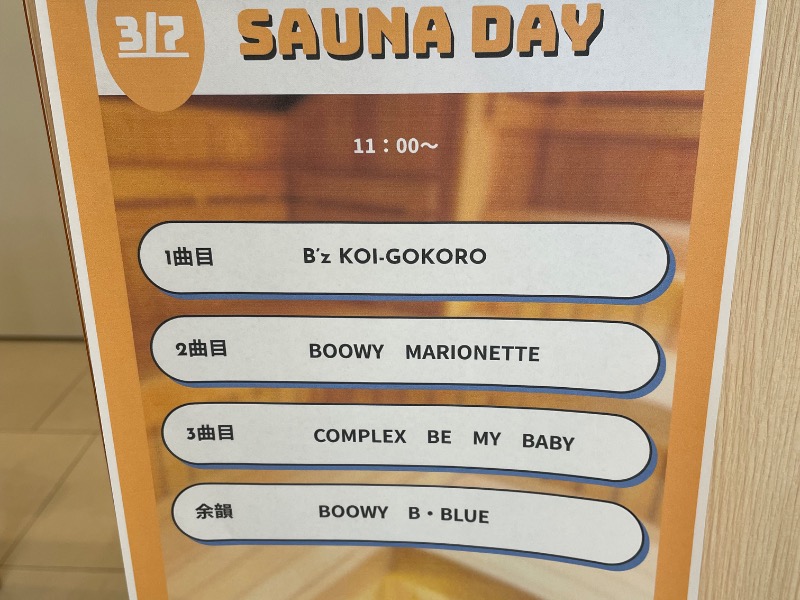 3/7 SAUNA DAY
11:00〜
1曲目 B'z KOI-GOKORO
2曲目 BOOWY MARIONETTE
3曲目 COMPLEX BE MY BABY
余韻 BOOWY B・BLUE